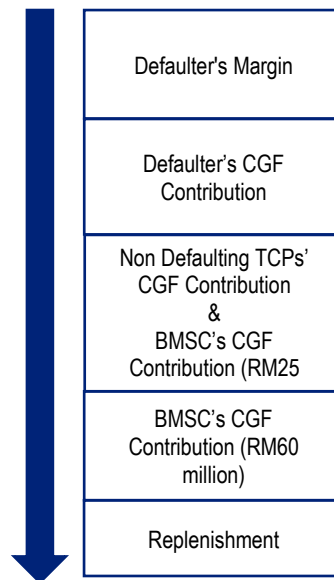 Defaulter's Margin
Defaulter’s CGF
Contribution
Non Defaulting TCPs’
CGF Contribution
&
BMSC’s CGF
Contribution (RM25
BMSC’s CGF
Contribution (RM60
million)
Replenishment